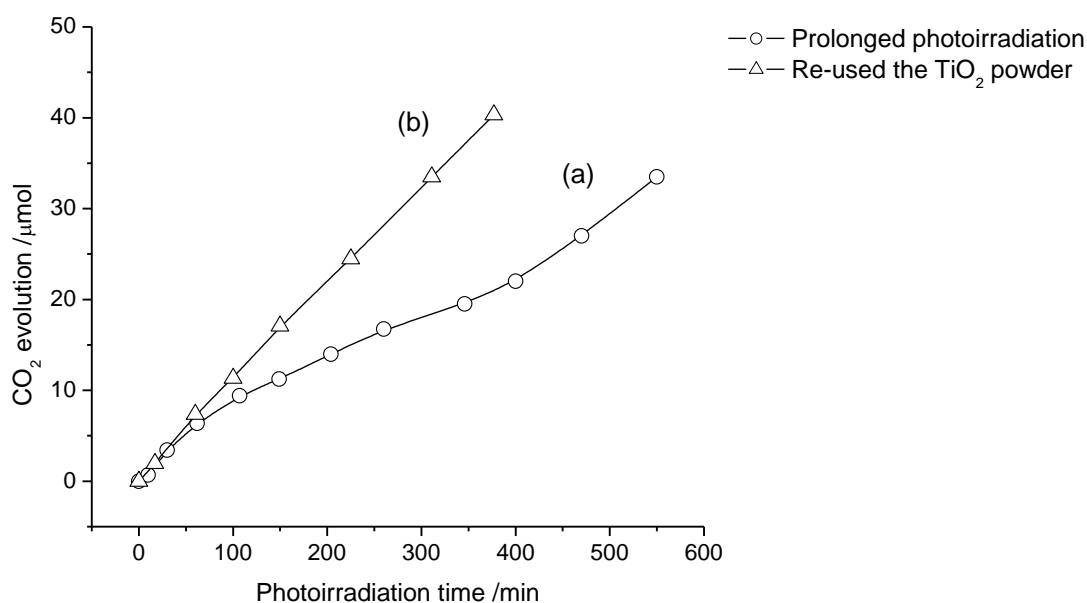 50
40
30
20
10
0
CO₂ evolution /μmol
0 100 200 300 400 500 600
Photoirradiation time /min
(b)
(a)
Prolonged photoirradiation
Re-used the TiO₂ powder